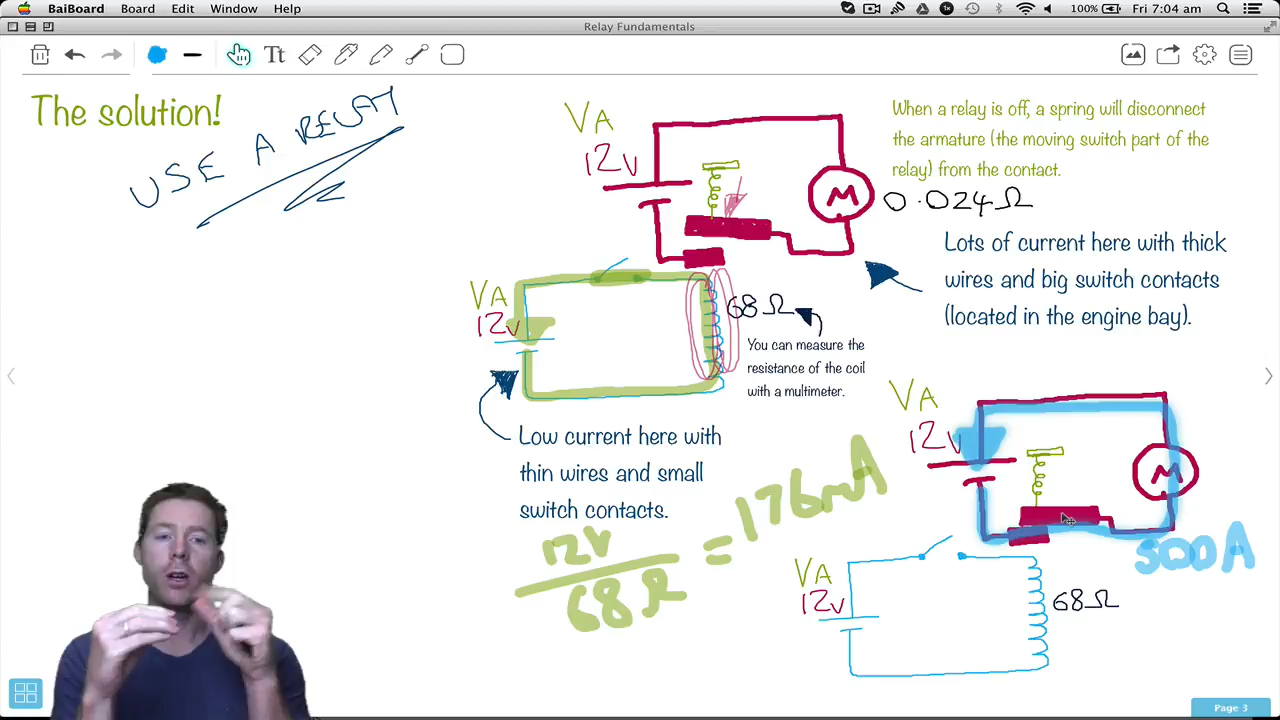 BaiBoard Board Edit Window Help
1x
100%
Fri 7:04 am
Relay Fundamentals
Tt
The solution!
USE A RELAY
VA
12V
M
0.024Ω
When a relay is off, a spring will disconnect
the armature (the moving switch part of the
relay) from the contact.
Lots of current here with thick
wires and big switch contacts
(located in the engine bay).
VA
12V
68Ω
You can measure the
resistance of the coil
with a multimeter.
Low current here with
thin wires and small
switch contacts.
12V
68Ω
=
176mA
VA
12V
M
500A
VA
12V
68Ω
Page 3